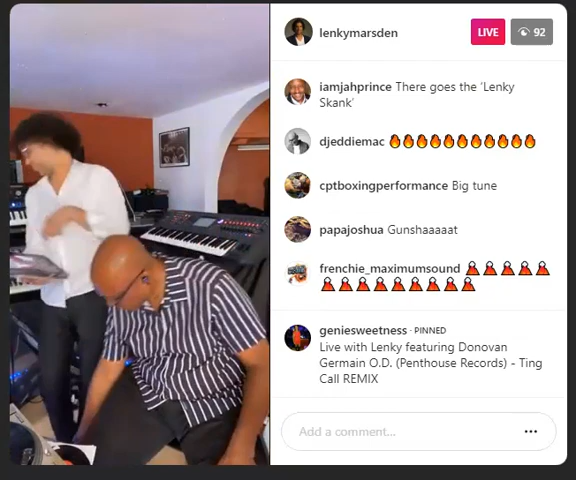 lenkymarsden
LIVE
92
iamjahprince There goes the 'Lenky
Skank'
djeddiemac 🔥🔥🔥🔥🔥🔥🔥🔥🔥🔥🔥
cptboxingperformance Big tune
papajoshua Gunshaaaaat
frenchie_maximumsound 
geniesweetness · PINNED
Live with Lenky featuring Donovan
Germain O.D. (Penthouse Records) - Ting
Call REMIX
Add a comment...